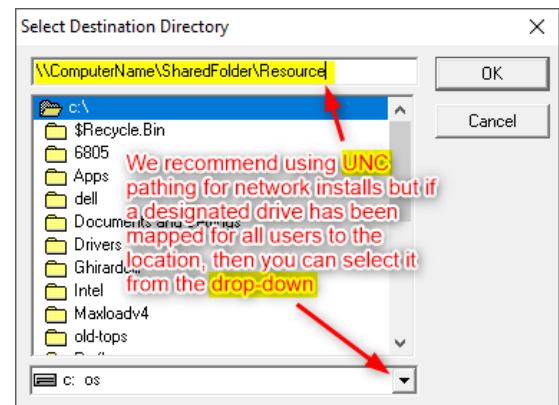 Select Destination Directory
\\ComputerName\SharedFolder\Resource
OK
Cancel
c:\
$Recycle.Bin
6805
Apps
dell
Documents and Settings
Drivers
Intel
Maxloadv4
old-tops
We recommend using UNC
pathing for network installs but if
a designated drive has been
mapped for all users to the
location, then you can select it
from the drop-down
c: os